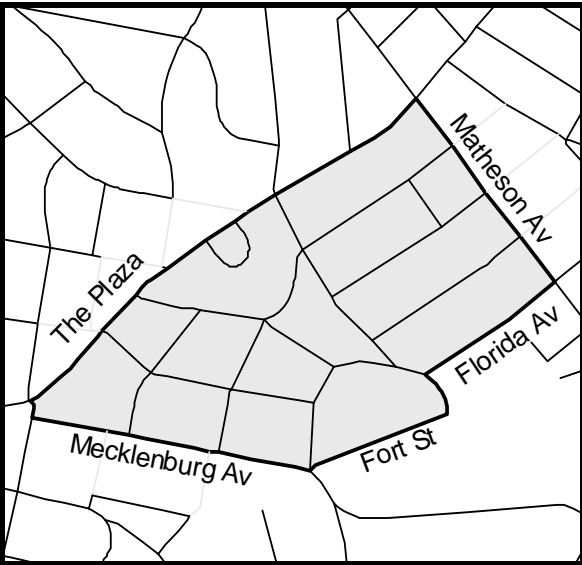 Matheson Av
The Plaza
Florida Av
Fort St
Mecklenburg Av